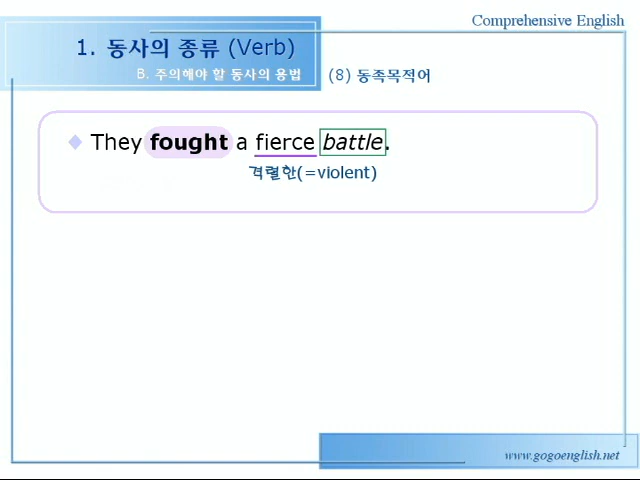 Comprehensive English
1. 동사의 종류 (Verb)
B. 주의해야 할 동사의 용법
(8) 동족목적어
◆ They fought a fierce battle.
격렬한(=violent)
www.gogoenglish.net